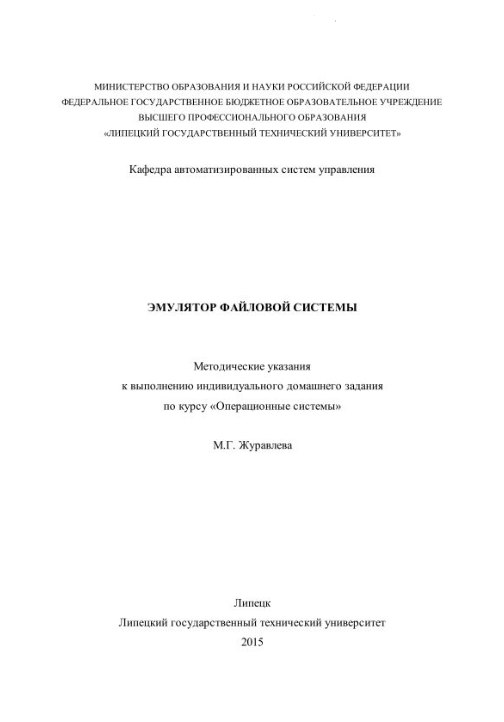 МИНИСТЕРСТВО ОБРАЗОВАНИЯ И НАУКИ РОССИЙСКОЙ ФЕДЕРАЦИИ
ФЕДЕРАЛЬНОЕ ГОСУДАРСТВЕННОЕ БЮДЖЕТНОЕ ОБРАЗОВАТЕЛЬНОЕ УЧРЕЖДЕНИЕ
ВЫСШЕГО ПРОФЕССИОНАЛЬНОГО ОБРАЗОВАНИЯ
«ЛИПЕЦКИЙ ГОСУДАРСТВЕННЫЙ ТЕХНИЧЕСКИЙ УНИВЕРСИТЕТ»
Кафедра автоматизированных систем управления
ЭМУЛЯТОР ФАЙЛОВОЙ СИСТЕМЫ
Методические указания
к выполнению индивидуального домашнего задания
по курсу «Операционные системы»
М.Г. Журавлева
Липецк
Липецкий государственный технический университет
2015